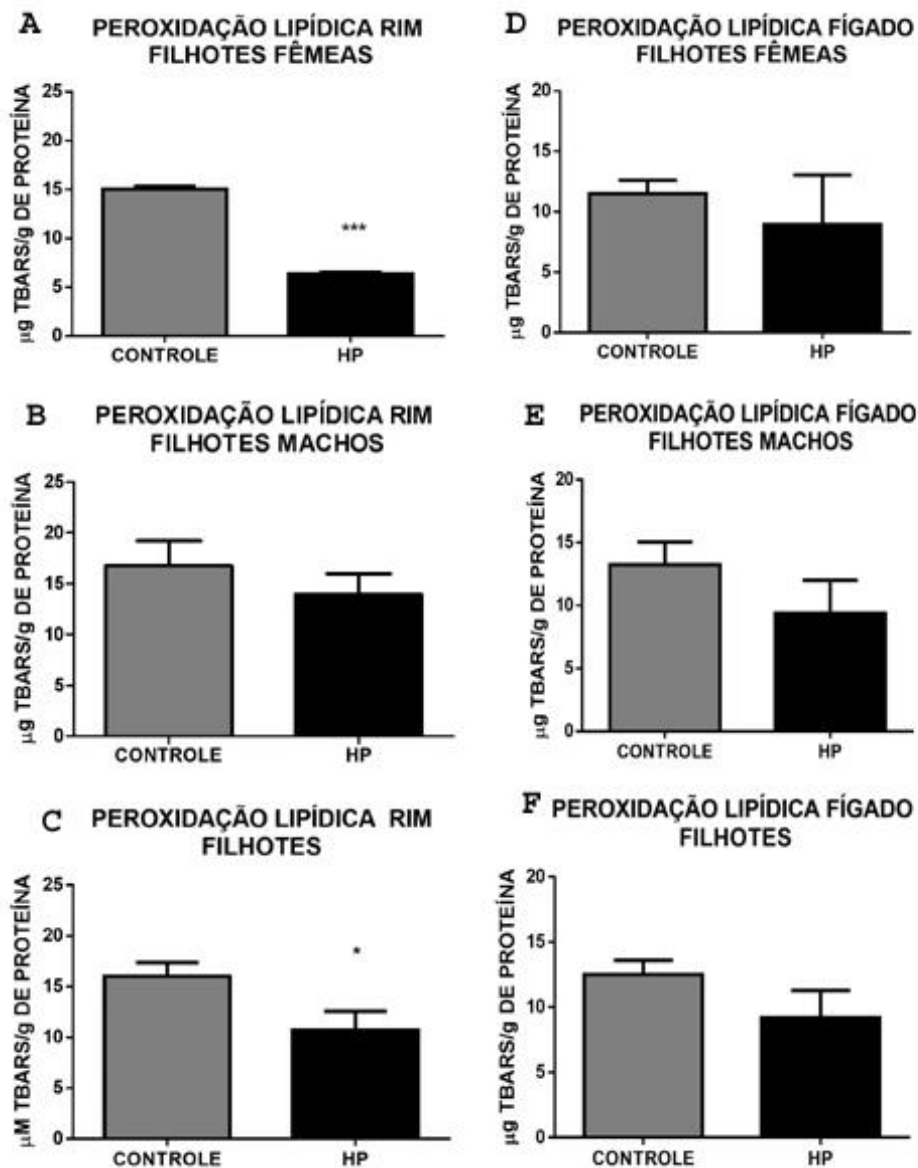 A
PEROXIDAÇÃO LIPÍDICA RIM
FILHOTES FÊMEAS
µg TBARS/g DE PROTEÍNA
25
20
15
10
5
0
***
CONTROLE
HP
B
PEROXIDAÇÃO LIPÍDICA RIM
FILHOTES MACHOS
µg TBARS/g DE PROTEÍNA
25
20
15
10
5
0
CONTROLE
HP
C
PEROXIDAÇÃO LIPÍDICA RIM
FILHOTES
µM TBARS/g DE PROTEÍNA
25
20
15
10
5
0
*
CONTROLE
HP
D
PEROXIDAÇÃO LIPÍDICA FÍGADO
FILHOTES FÊMEAS
µg TBARS/g DE PROTEÍNA
20
15
10
5
0
CONTROLE
HP
E
PEROXIDAÇÃO LIPÍDICA FÍGADO
FILHOTES MACHOS
µg TBARS/g DE PROTEÍNA
20
15
10
5
0
CONTROLE
HP
F
PEROXIDAÇÃO LIPÍDICA FÍGADO
FILHOTES
µg TBARS/g DE PROTEÍNA
20
15
10
5
0
CONTROLE
HP